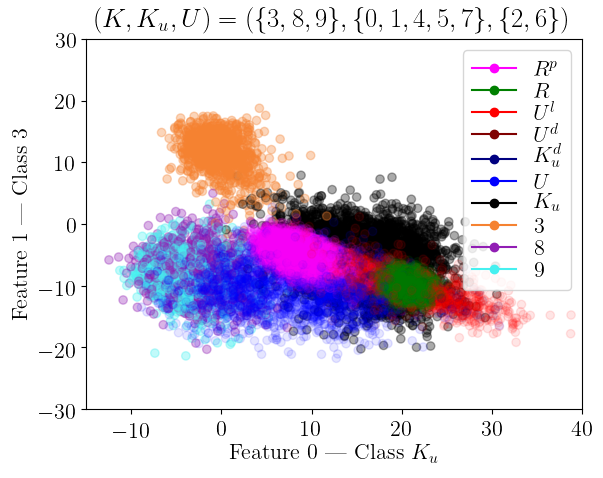 (K, K_u, U) = ({3, 8, 9}, {0, 1, 4, 5, 7}, {2, 6})
30
20
10
0
−10
−20
−30
Feature 1 — Class 3
R^p
R
U^l
U^d
K_u^d
U
K_u
3
8
9
−10 0 10 20 30 40
Feature 0 — Class K_u